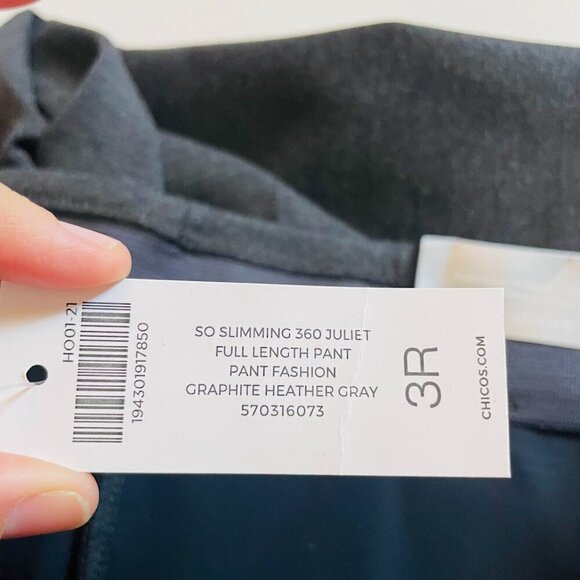 HO01-21
194301917850
SO SLIMMING 360 JULIET
FULL LENGTH PANT
PANT FASHION
GRAPHITE HEATHER GRAY
570316073
3R
CHICOS.COM